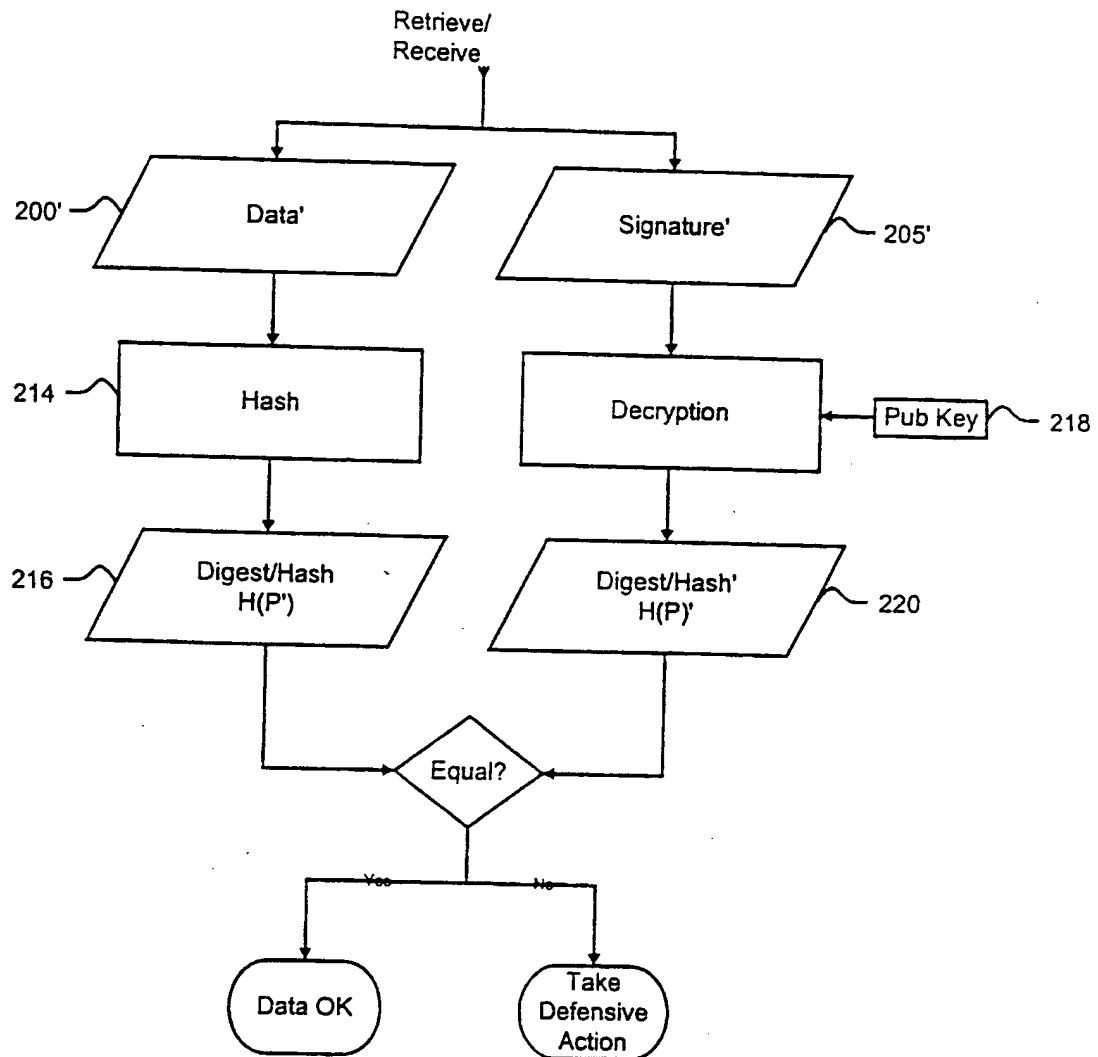 Retrieve/
Receive
200'
Data'
Signature'
205'
214
Hash
Decryption
Pub Key
218
216
Digest/Hash
H(P')
Digest/Hash'
H(P)'
220
Equal?
Yes
No
Data OK
Take
Defensive
Action